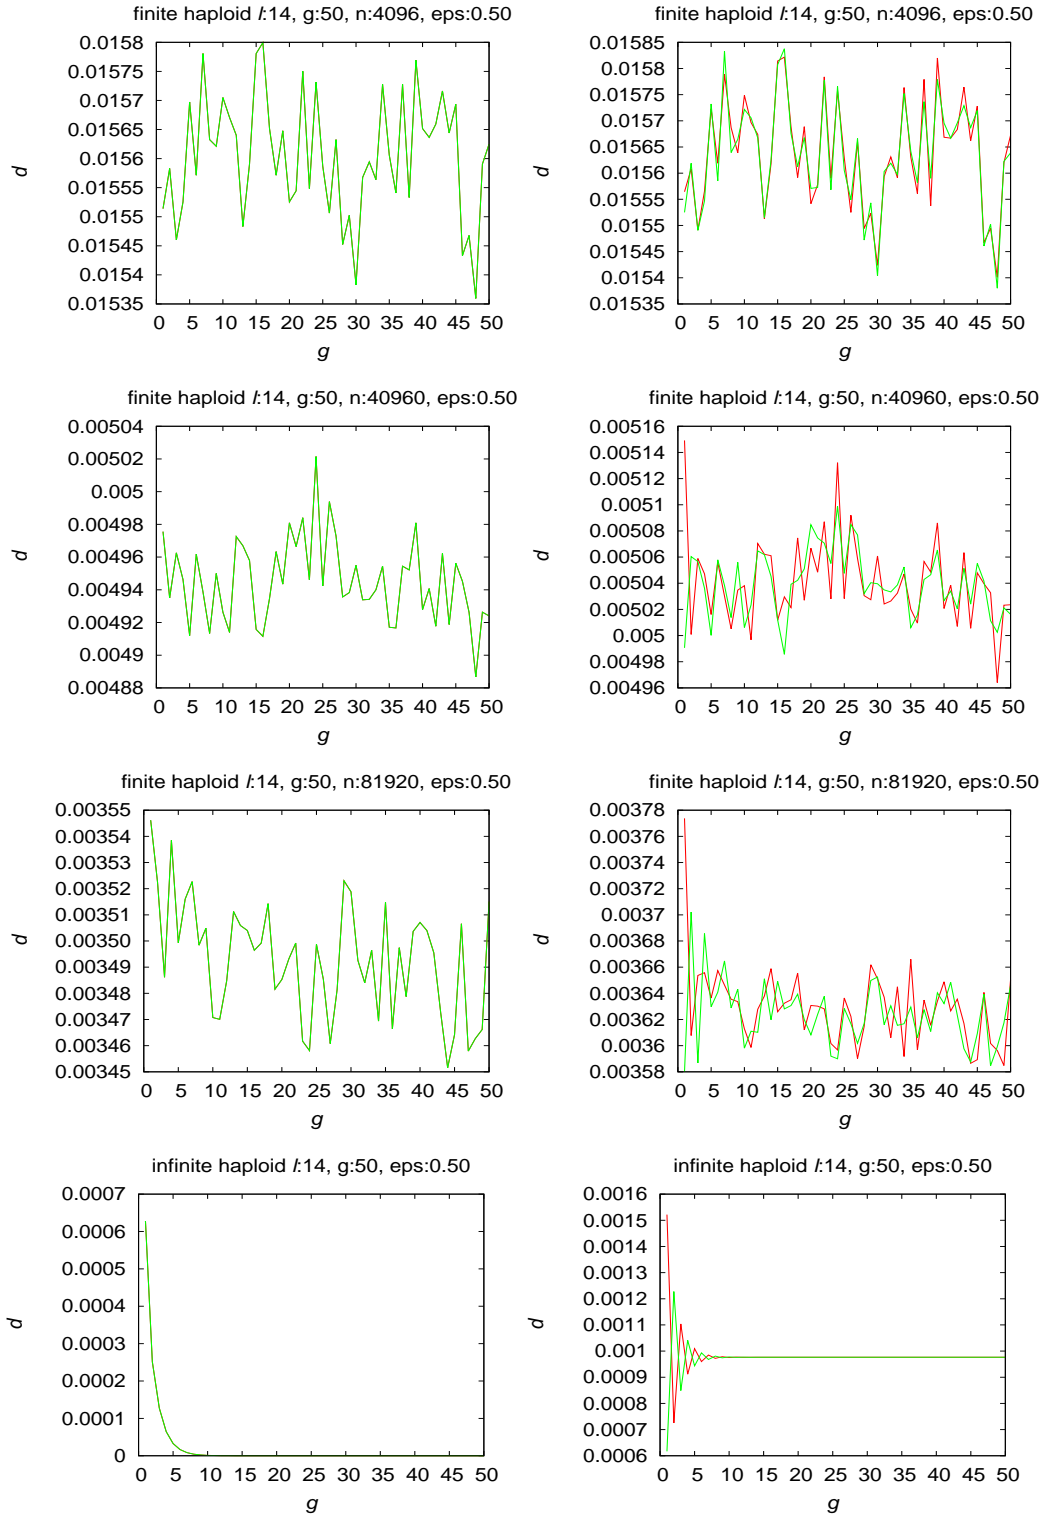 finite haploid l:14, g:50, n:4096, eps:0.50
0.0158
0.01575
0.0157
0.01565
0.0156
0.01555
0.0155
0.01545
0.0154
0.01535
d
0 5 10 15 20 25 30 35 40 45 50
g
finite haploid l:14, g:50, n:4096, eps:0.50
0.01585
0.0158
0.01575
0.0157
0.01565
0.0156
0.01555
0.0155
0.01545
0.0154
0.01535
d
0 5 10 15 20 25 30 35 40 45 50
g
finite haploid l:14, g:50, n:40960, eps:0.50
0.00504
0.00502
0.005
0.00498
0.00496
0.00494
0.00492
0.0049
0.00488
d
0 5 10 15 20 25 30 35 40 45 50
g
finite haploid l:14, g:50, n:40960, eps:0.50
0.00516
0.00514
0.00512
0.0051
0.00508
0.00506
0.00504
0.00502
0.005
0.00498
0.00496
d
0 5 10 15 20 25 30 35 40 45 50
g
finite haploid l:14, g:50, n:81920, eps:0.50
0.00355
0.00354
0.00353
0.00352
0.00351
0.00350
0.00349
0.00348
0.00347
0.00346
0.00345
d
0 5 10 15 20 25 30 35 40 45 50
g
finite haploid l:14, g:50, n:81920, eps:0.50
0.00378
0.00376
0.00374
0.00372
0.0037
0.00368
0.00366
0.00364
0.00362
0.0036
0.00358
d
0 5 10 15 20 25 30 35 40 45 50
g
infinite haploid l:14, g:50, eps:0.50
0.0007
0.0006
0.0005
0.0004
0.0003
0.0002
0.0001
0
d
0 5 10 15 20 25 30 35 40 45 50
g
infinite haploid l:14, g:50, eps:0.50
0.0016
0.0015
0.0014
0.0013
0.0012
0.0011
0.001
0.0009
0.0008
0.0007
0.0006
d
0 5 10 15 20 25 30 35 40 45 50
g